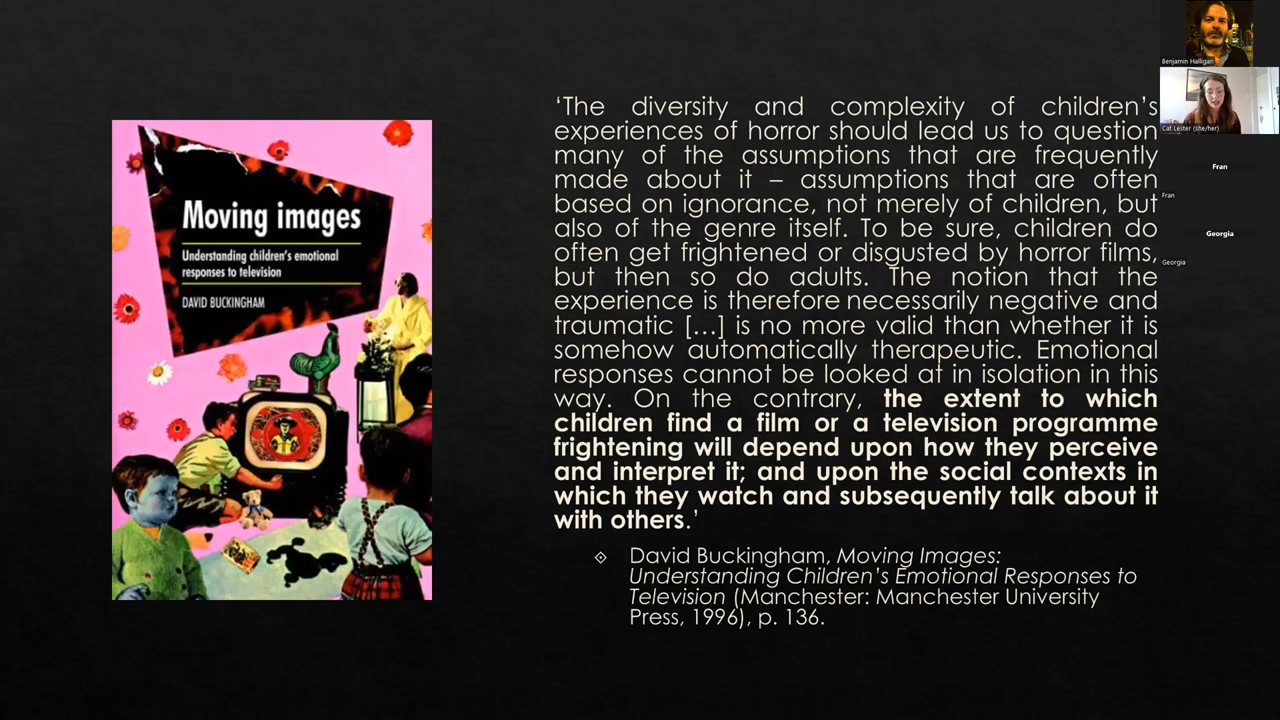 Moving images
Understanding children's emotional
responses to television
DAVID BUCKINGHAM
‘The diversity and complexity of children’s
experiences of horror should lead us to question
many of the assumptions that are frequently
made about it – assumptions that are often
based on ignorance, not merely of children, but
also of the genre itself. To be sure, children do
often get frightened or disgusted by horror films,
but then so do adults. The notion that the
experience is therefore necessarily negative and
traumatic […] is no more valid than whether it is
somehow automatically therapeutic. Emotional
responses cannot be looked at in isolation in this
way. On the contrary, the extent to which
children find a film or a television programme
frightening will depend upon how they perceive
and interpret it; and upon the social contexts in
which they watch and subsequently talk about it
with others.’
David Buckingham, Moving Images:
Understanding Children’s Emotional Responses to
Television (Manchester: Manchester University
Press, 1996), p. 136.
Benjamin Halligan
Cat Lester (she/her)
Fran
Fran
Georgia
Georgia